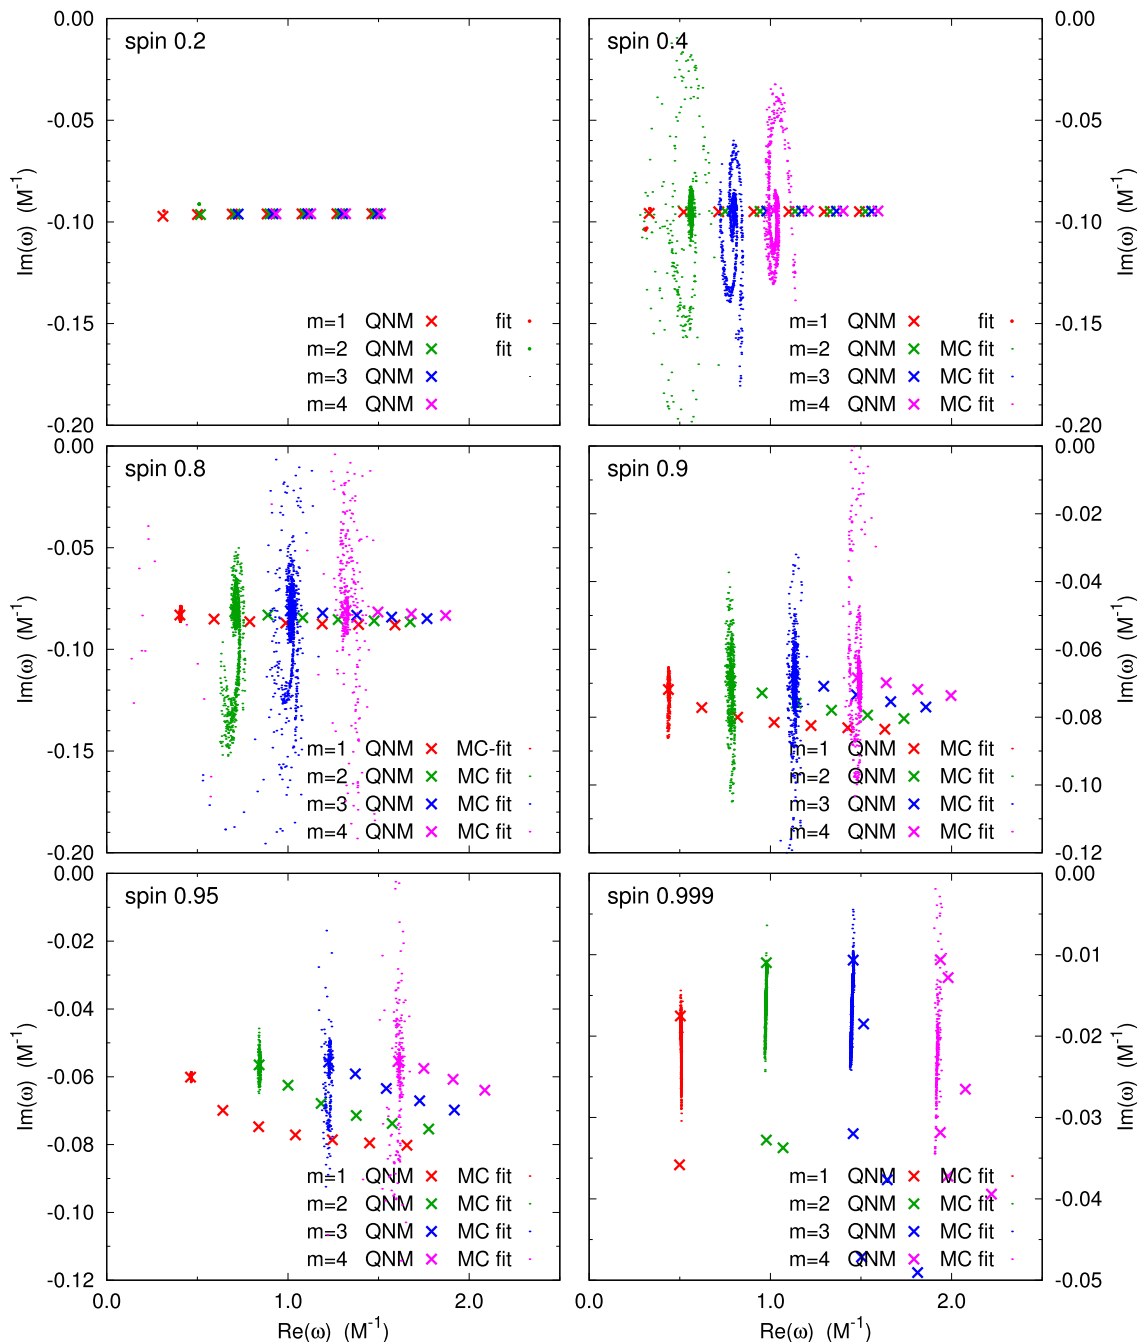 0.00
spin 0.2
-0.05
-0.10
-0.15
-0.20
Im(ω) (M⁻¹)
m=1 QNM fit
m=2 QNM fit
m=3 QNM
m=4 QNM
spin 0.4
0.00
-0.05
-0.10
-0.15
-0.20
Im(ω) (M⁻¹)
m=1 QNM fit
m=2 QNM MC fit
m=3 QNM MC fit
m=4 QNM MC fit
0.00
spin 0.8
-0.05
-0.10
-0.15
-0.20
Im(ω) (M⁻¹)
m=1 QNM MC-fit
m=2 QNM MC fit
m=3 QNM MC fit
m=4 QNM MC fit
spin 0.9
0.00
-0.02
-0.04
-0.06
-0.08
-0.10
-0.12
Im(ω) (M⁻¹)
m=1 QNM MC fit
m=2 QNM MC fit
m=3 QNM MC fit
m=4 QNM MC fit
0.00
spin 0.95
-0.02
-0.04
-0.06
-0.08
-0.10
-0.12
Im(ω) (M⁻¹)
m=1 QNM MC fit
m=2 QNM MC fit
m=3 QNM MC fit
m=4 QNM MC fit
0.0 1.0 2.0
Re(ω) (M⁻¹)
spin 0.999
0.00
-0.01
-0.02
-0.03
-0.04
-0.05
Im(ω) (M⁻¹)
m=1 QNM MC fit
m=2 QNM MC fit
m=3 QNM MC fit
m=4 QNM MC fit
0.0 1.0 2.0
Re(ω) (M⁻¹)